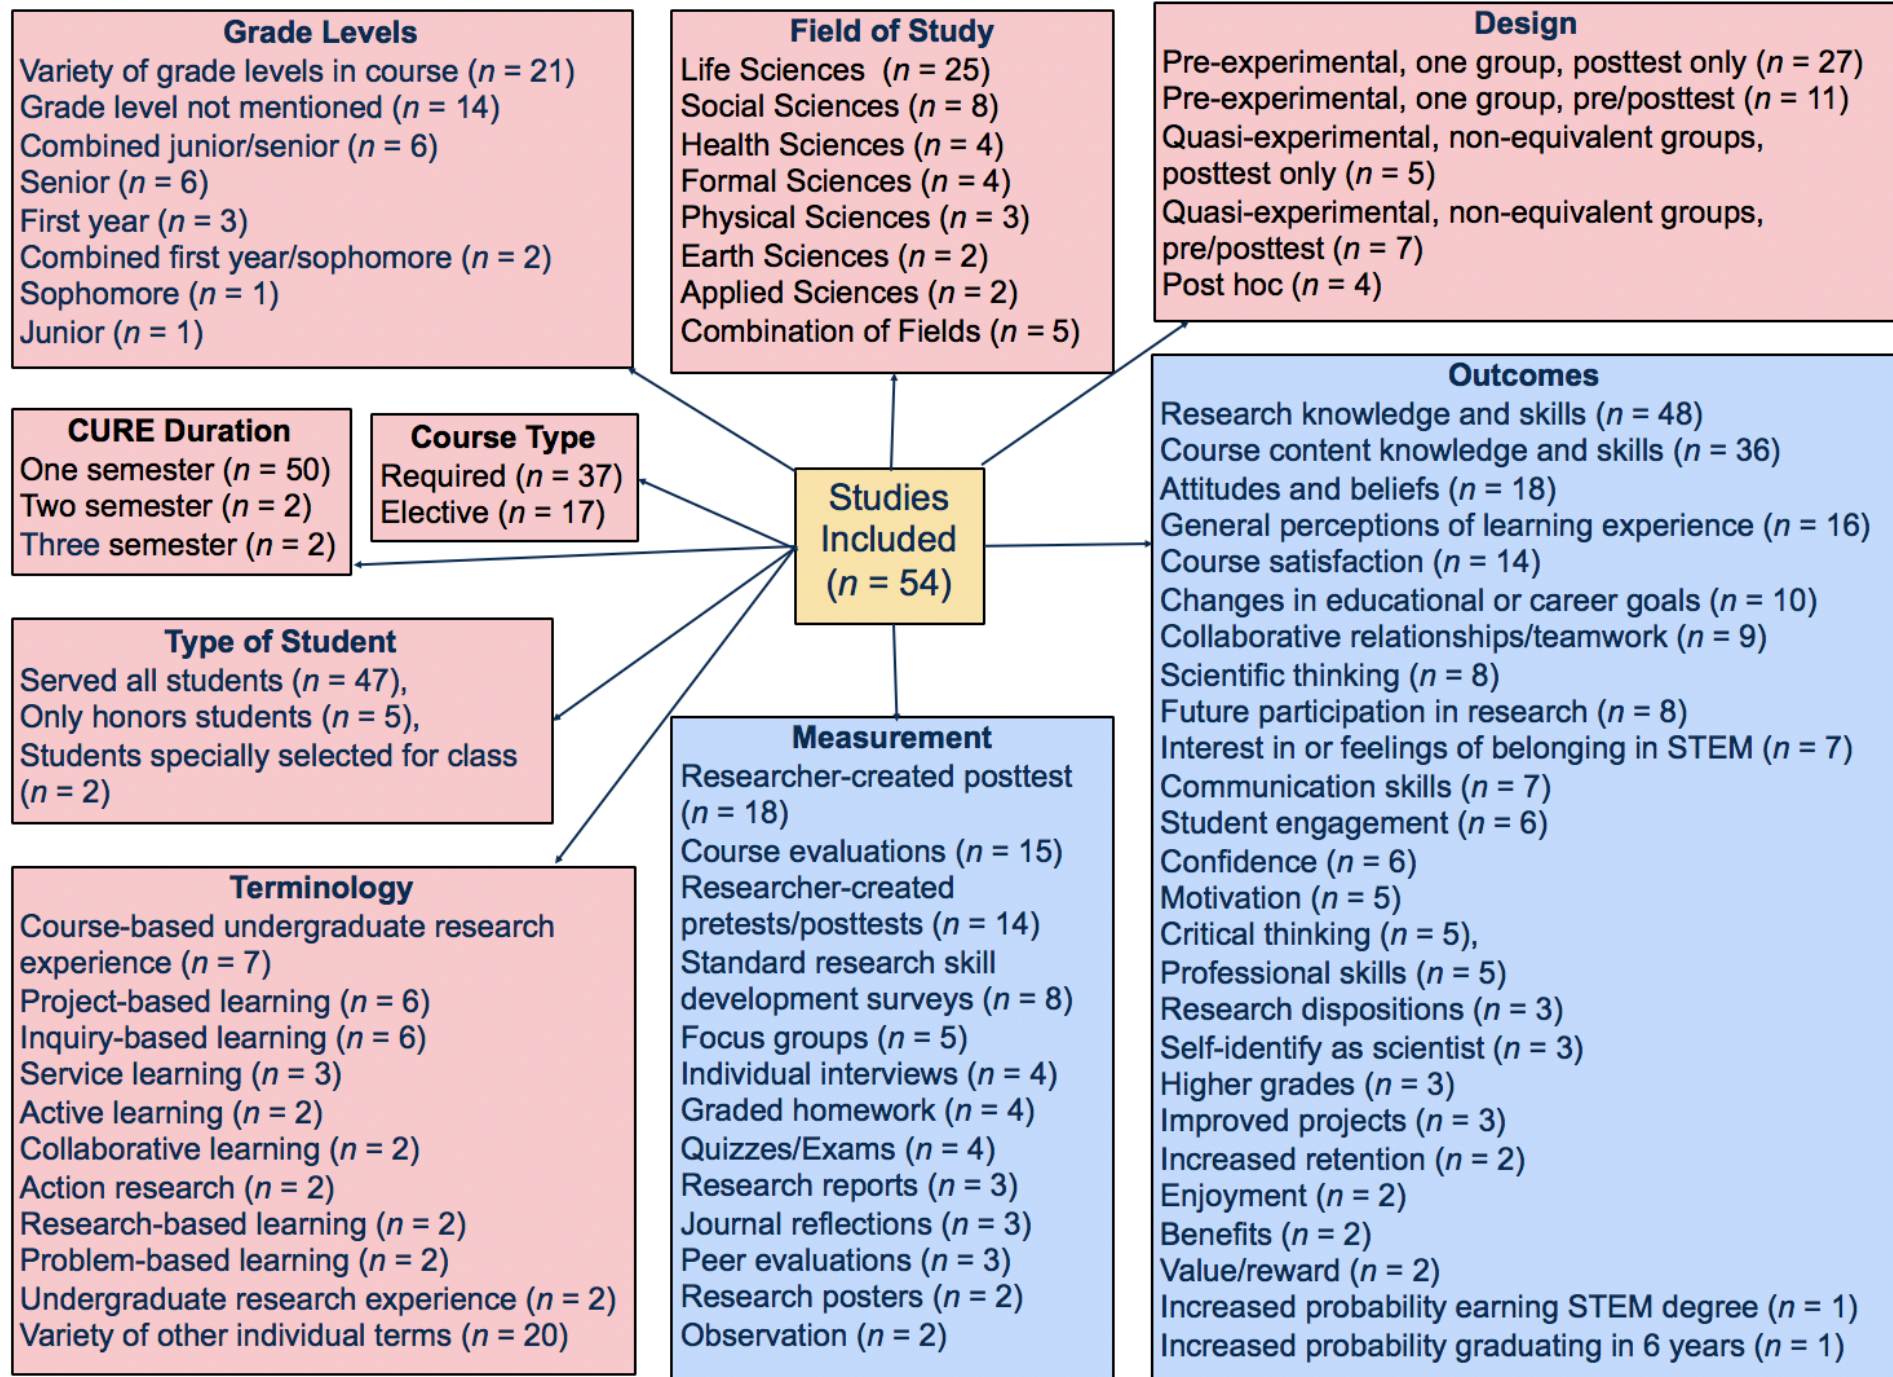 Grade Levels
Variety of grade levels in course (n = 21)
Grade level not mentioned (n = 14)
Combined junior/senior (n = 6)
Senior (n = 6)
First year (n = 3)
Combined first year/sophomore (n = 2)
Sophomore (n = 1)
Junior (n = 1)
Field of Study
Life Sciences (n = 25)
Social Sciences (n = 8)
Health Sciences (n = 4)
Formal Sciences (n = 4)
Physical Sciences (n = 3)
Earth Sciences (n = 2)
Applied Sciences (n = 2)
Combination of Fields (n = 5)
Design
Pre-experimental, one group, posttest only (n = 27)
Pre-experimental, one group, pre/posttest (n = 11)
Quasi-experimental, non-equivalent groups,
posttest only (n = 5)
Quasi-experimental, non-equivalent groups,
pre/posttest (n = 7)
Post hoc (n = 4)
CURE Duration
One semester (n = 50)
Two semester (n = 2)
Three semester (n = 2)
Course Type
Required (n = 37)
Elective (n = 17)
Studies
Included
(n = 54)
Type of Student
Served all students (n = 47),
Only honors students (n = 5),
Students specially selected for class
(n = 2)
Terminology
Course-based undergraduate research
experience (n = 7)
Project-based learning (n = 6)
Inquiry-based learning (n = 6)
Service learning (n = 3)
Active learning (n = 2)
Collaborative learning (n = 2)
Action research (n = 2)
Research-based learning (n = 2)
Problem-based learning (n = 2)
Undergraduate research experience (n = 2)
Variety of other individual terms (n = 20)
Measurement
Researcher-created posttest
(n = 18)
Course evaluations (n = 15)
Researcher-created
pretests/posttests (n = 14)
Standard research skill
development surveys (n = 8)
Focus groups (n = 5)
Individual interviews (n = 4)
Graded homework (n = 4)
Quizzes/Exams (n = 4)
Research reports (n = 3)
Journal reflections (n = 3)
Peer evaluations (n = 3)
Research posters (n = 2)
Observation (n = 2)
Outcomes
Research knowledge and skills (n = 48)
Course content knowledge and skills (n = 36)
Attitudes and beliefs (n = 18)
General perceptions of learning experience (n = 16)
Course satisfaction (n = 14)
Changes in educational or career goals (n = 10)
Collaborative relationships/teamwork (n = 9)
Scientific thinking (n = 8)
Future participation in research (n = 8)
Interest in or feelings of belonging in STEM (n = 7)
Communication skills (n = 7)
Student engagement (n = 6)
Confidence (n = 6)
Motivation (n = 5)
Critical thinking (n = 5),
Professional skills (n = 5)
Research dispositions (n = 3)
Self-identify as scientist (n = 3)
Higher grades (n = 3)
Improved projects (n = 3)
Increased retention (n = 2)
Enjoyment (n = 2)
Benefits (n = 2)
Value/reward (n = 2)
Increased probability earning STEM degree (n = 1)
Increased probability graduating in 6 years (n = 1)